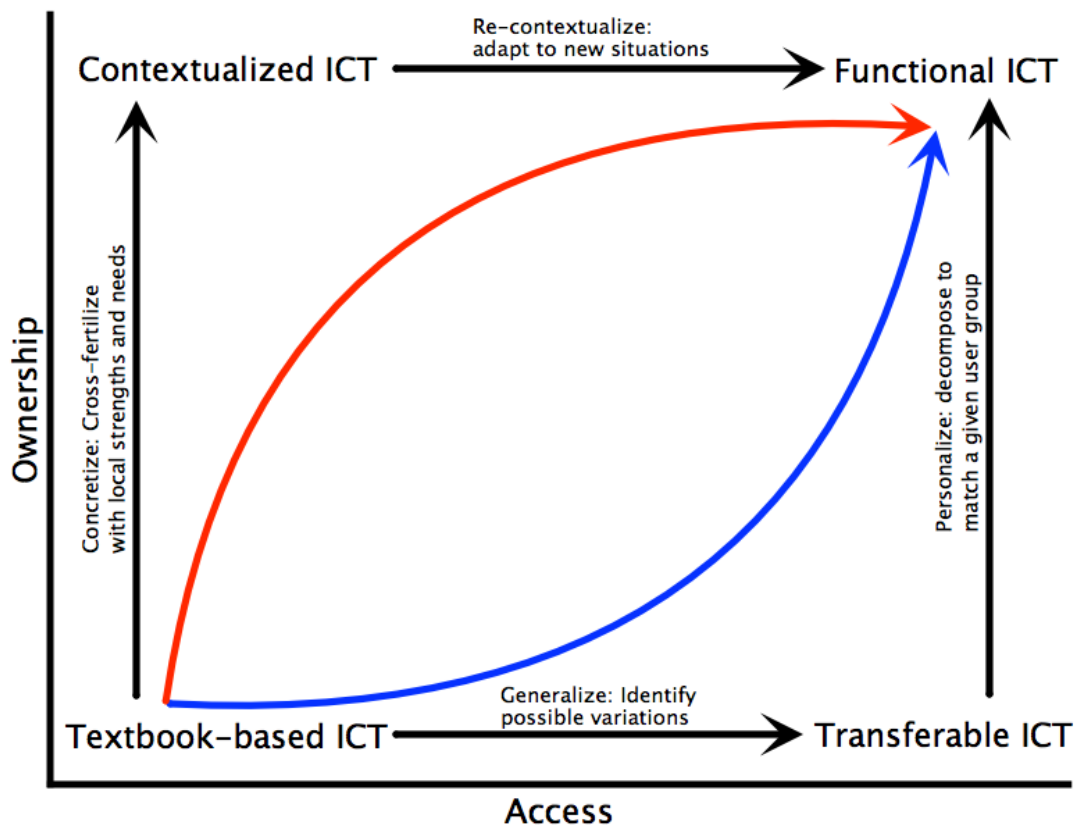 Re-contextualize:
adapt to new situations
Contextualized ICT
Functional ICT
Ownership
Concretize: Cross-fertilize
with local strengths and needs
Personalize: decompose to
match a given user group
Generalize: Identify
possible variations
Textbook-based ICT
Transferable ICT
Access